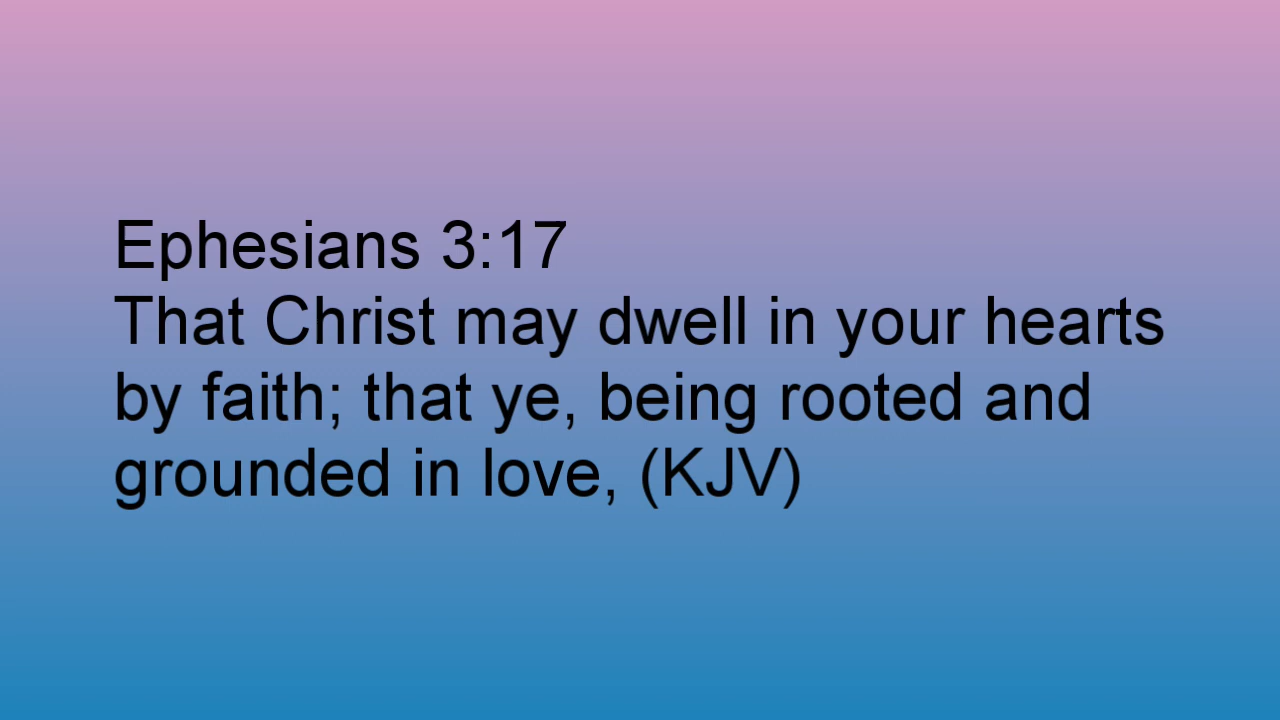 Ephesians 3:17
That Christ may dwell in your hearts
by faith; that ye, being rooted and
grounded in love, (KJV)